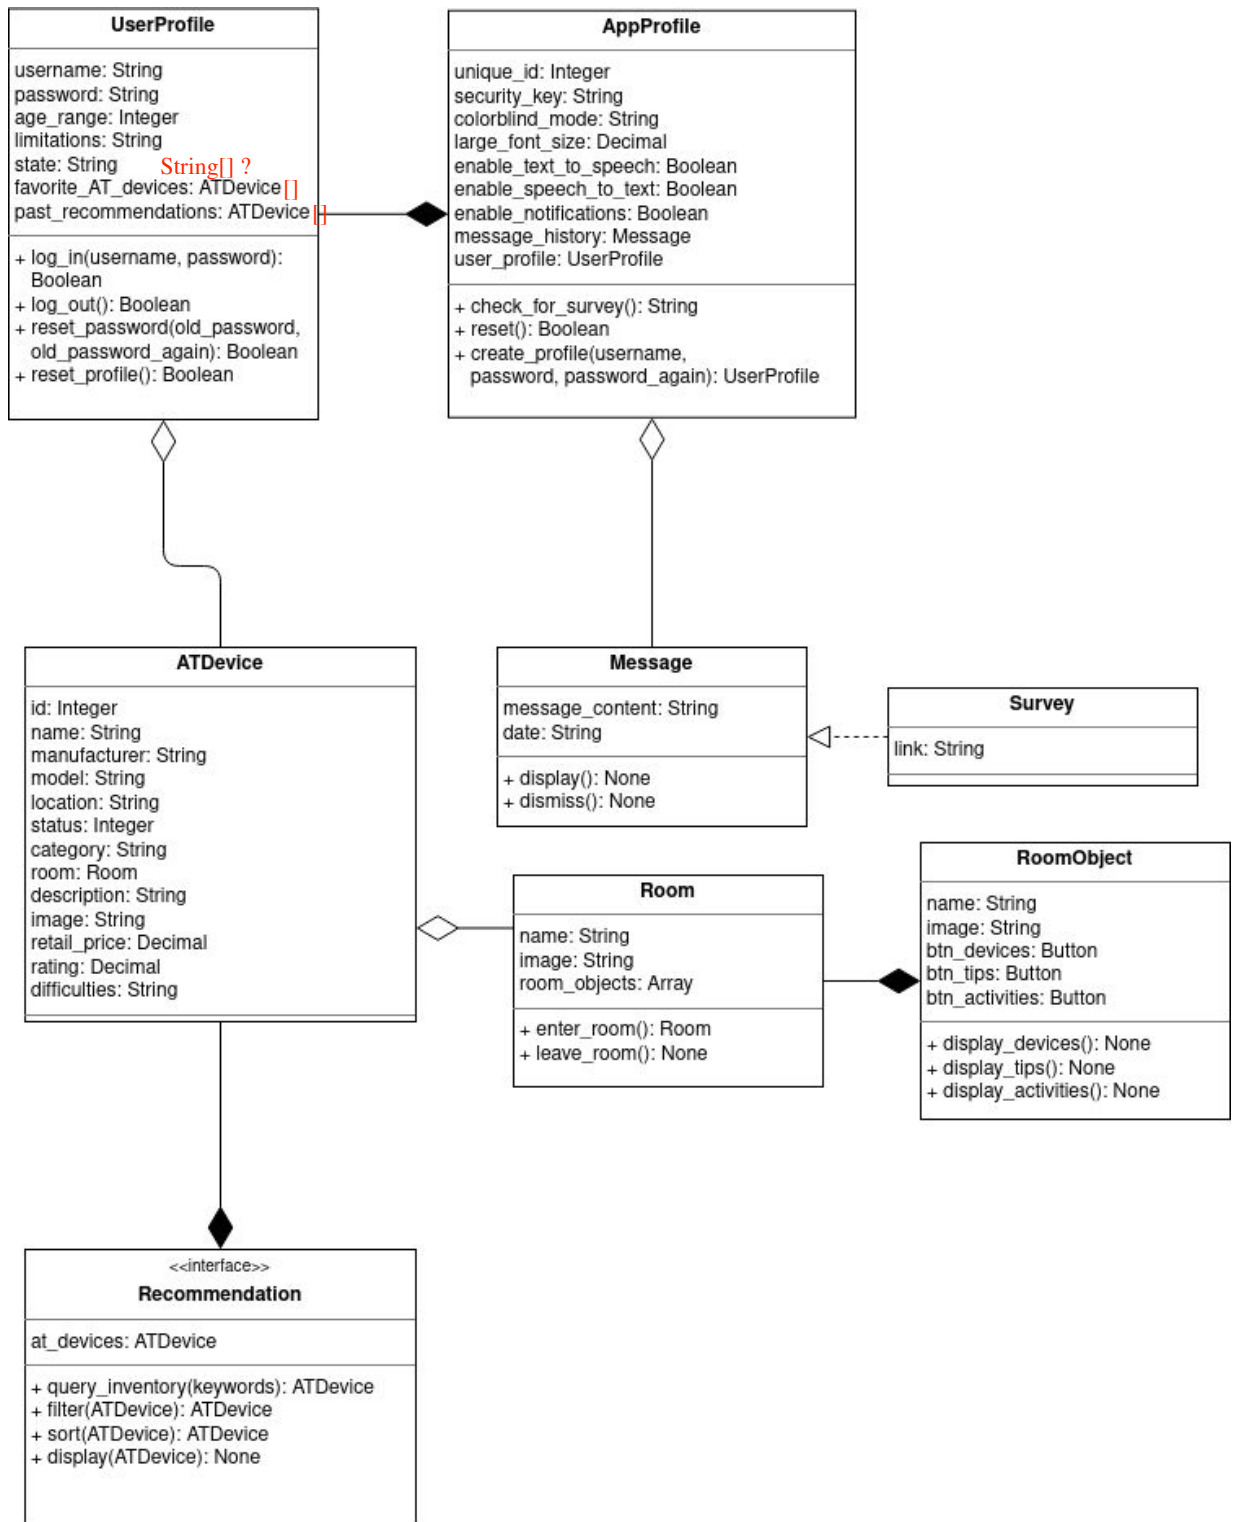 UserProfile
username: String
password: String
age_range: Integer
limitations: String
state: String
String[] ?
favorite_AT_devices: ATDevice[]
past_recommendations: ATDevice[]
+ log_in(username, password):
Boolean
+ log_out(): Boolean
+ reset_password(old_password,
old_password_again): Boolean
+ reset_profile(): Boolean
AppProfile
unique_id: Integer
security_key: String
colorblind_mode: String
large_font_size: Decimal
enable_text_to_speech: Boolean
enable_speech_to_text: Boolean
enable_notifications: Boolean
message_history: Message
user_profile: UserProfile
+ check_for_survey(): String
+ reset(): Boolean
+ create_profile(username,
password, password_again): UserProfile
ATDevice
id: Integer
name: String
manufacturer: String
model: String
location: String
status: Integer
category: String
room: Room
description: String
image: String
retail_price: Decimal
rating: Decimal
difficulties: String
Message
message_content: String
date: String
+ display(): None
+ dismiss(): None
Survey
link: String
Room
name: String
image: String
room_objects: Array
+ enter_room(): Room
+ leave_room(): None
RoomObject
name: String
image: String
btn_devices: Button
btn_tips: Button
btn_activities: Button
+ display_devices(): None
+ display_tips(): None
+ display_activities(): None
<<interface>>
Recommendation
at_devices: ATDevice
+ query_inventory(keywords): ATDevice
+ filter(ATDevice): ATDevice
+ sort(ATDevice): ATDevice
+ display(ATDevice): None